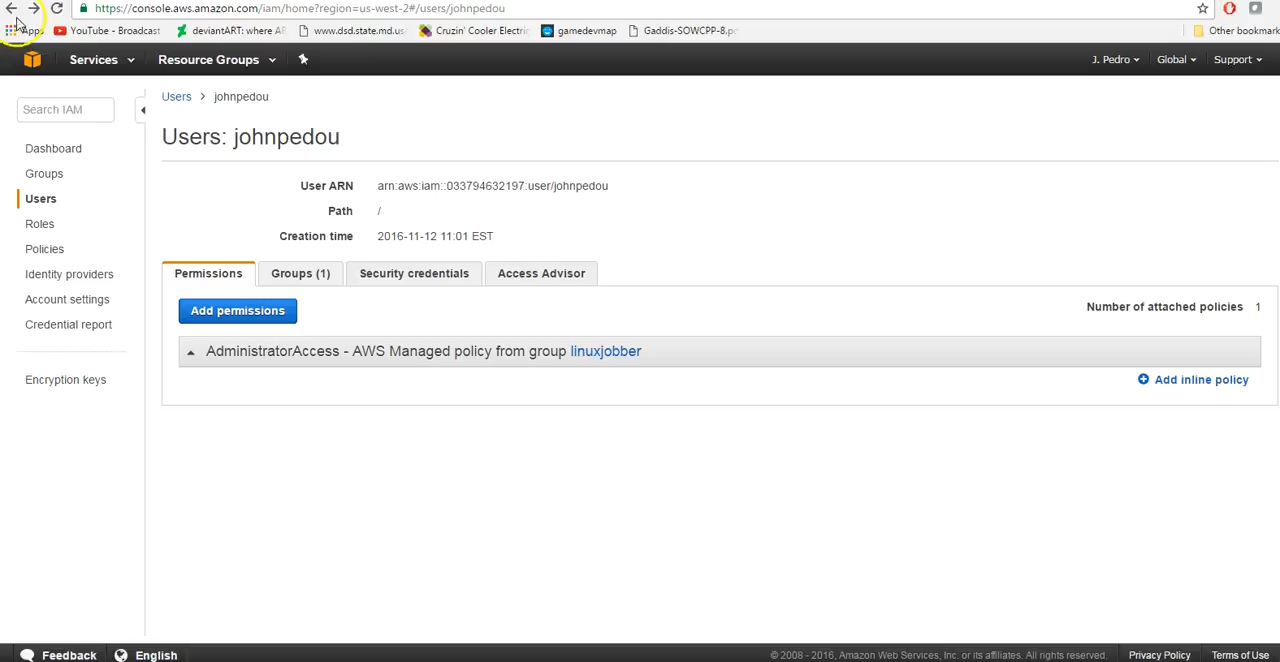 https://console.aws.amazon.com/iam/home?region=us-west-2#/users/johnpedou
Apps YouTube - Broadcast deviantART: where AR www.dsd.state.md.us Cruzin' Cooler Electric gamedevmap Gaddis-SOWCPP-8.pc Other bookmark
Services Resource Groups J. Pedro Global Support
Search IAM
Dashboard
Groups
Users
Roles
Policies
Identity providers
Account settings
Credential report
Encryption keys
Users > johnpedou
Users: johnpedou
User ARN arn:aws:iam::033794632197:user/johnpedou
Path /
Creation time 2016-11-12 11:01 EST
Permissions Groups (1) Security credentials Access Advisor
Add permissions Number of attached policies 1
AdministratorAccess - AWS Managed policy from group linuxjobber
Add inline policy
Feedback English © 2008 - 2016, Amazon Web Services, Inc. or its affiliates. All rights reserved. Privacy Policy Terms of Use